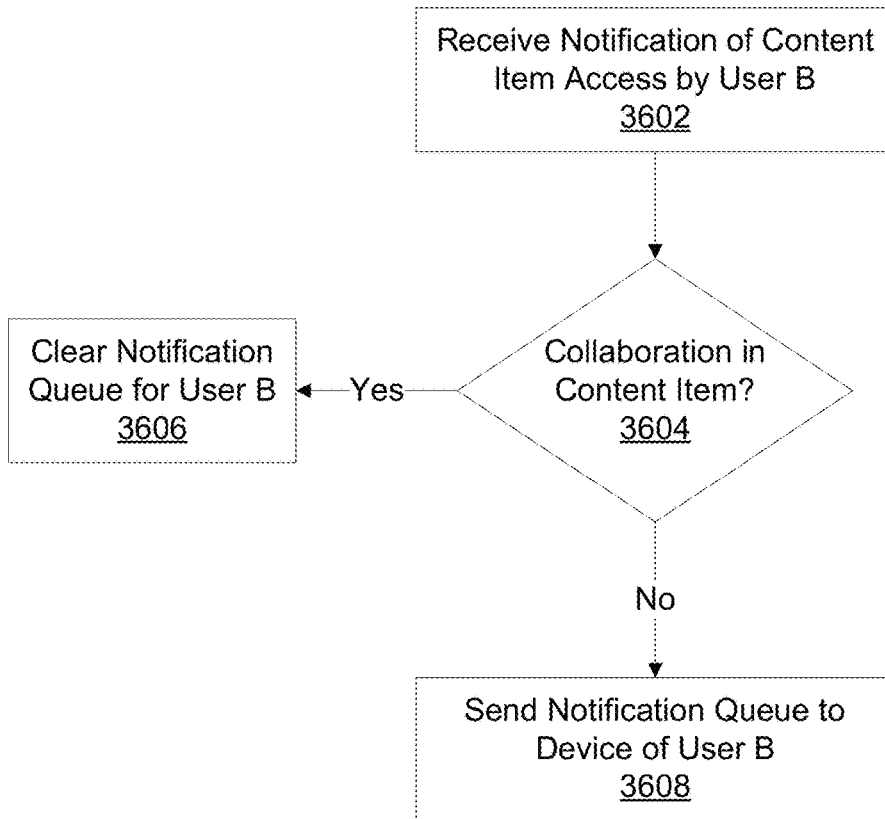 Receive Notification of Content
Item Access by User B
3602
Collaboration in
Content Item?
3604
Yes
Clear Notification
Queue for User B
3606
No
Send Notification Queue to
Device of User B
3608